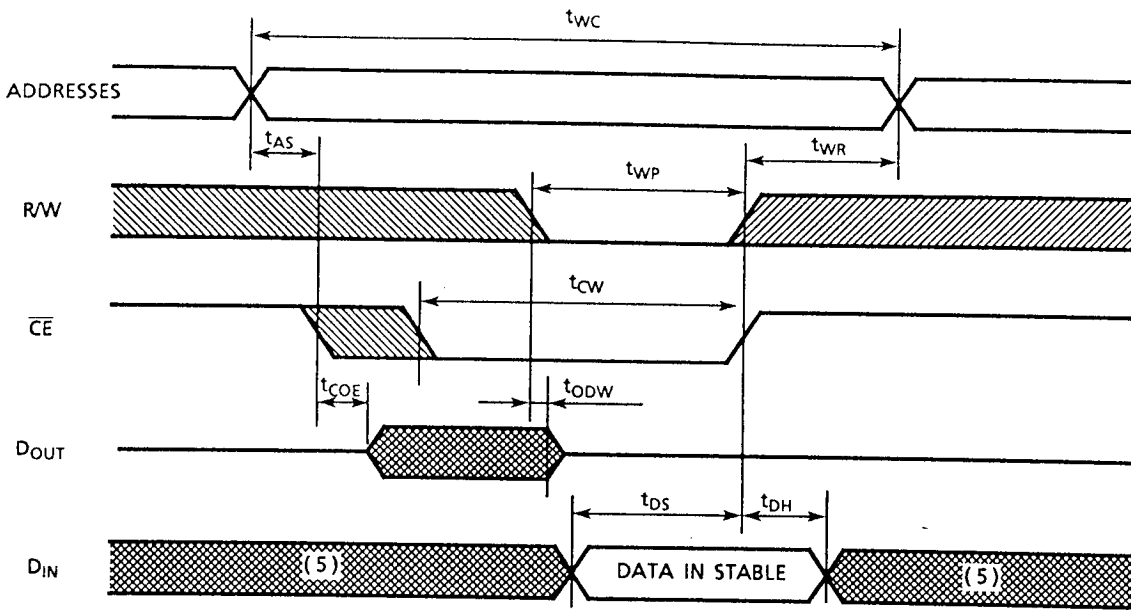 tWC
ADDRESSES
tAS
tWP
tWR
R/W
tCW
CE
tCOE
tODW
DOUT
tDS
tDH
DIN
(5)
DATA IN STABLE
(5)